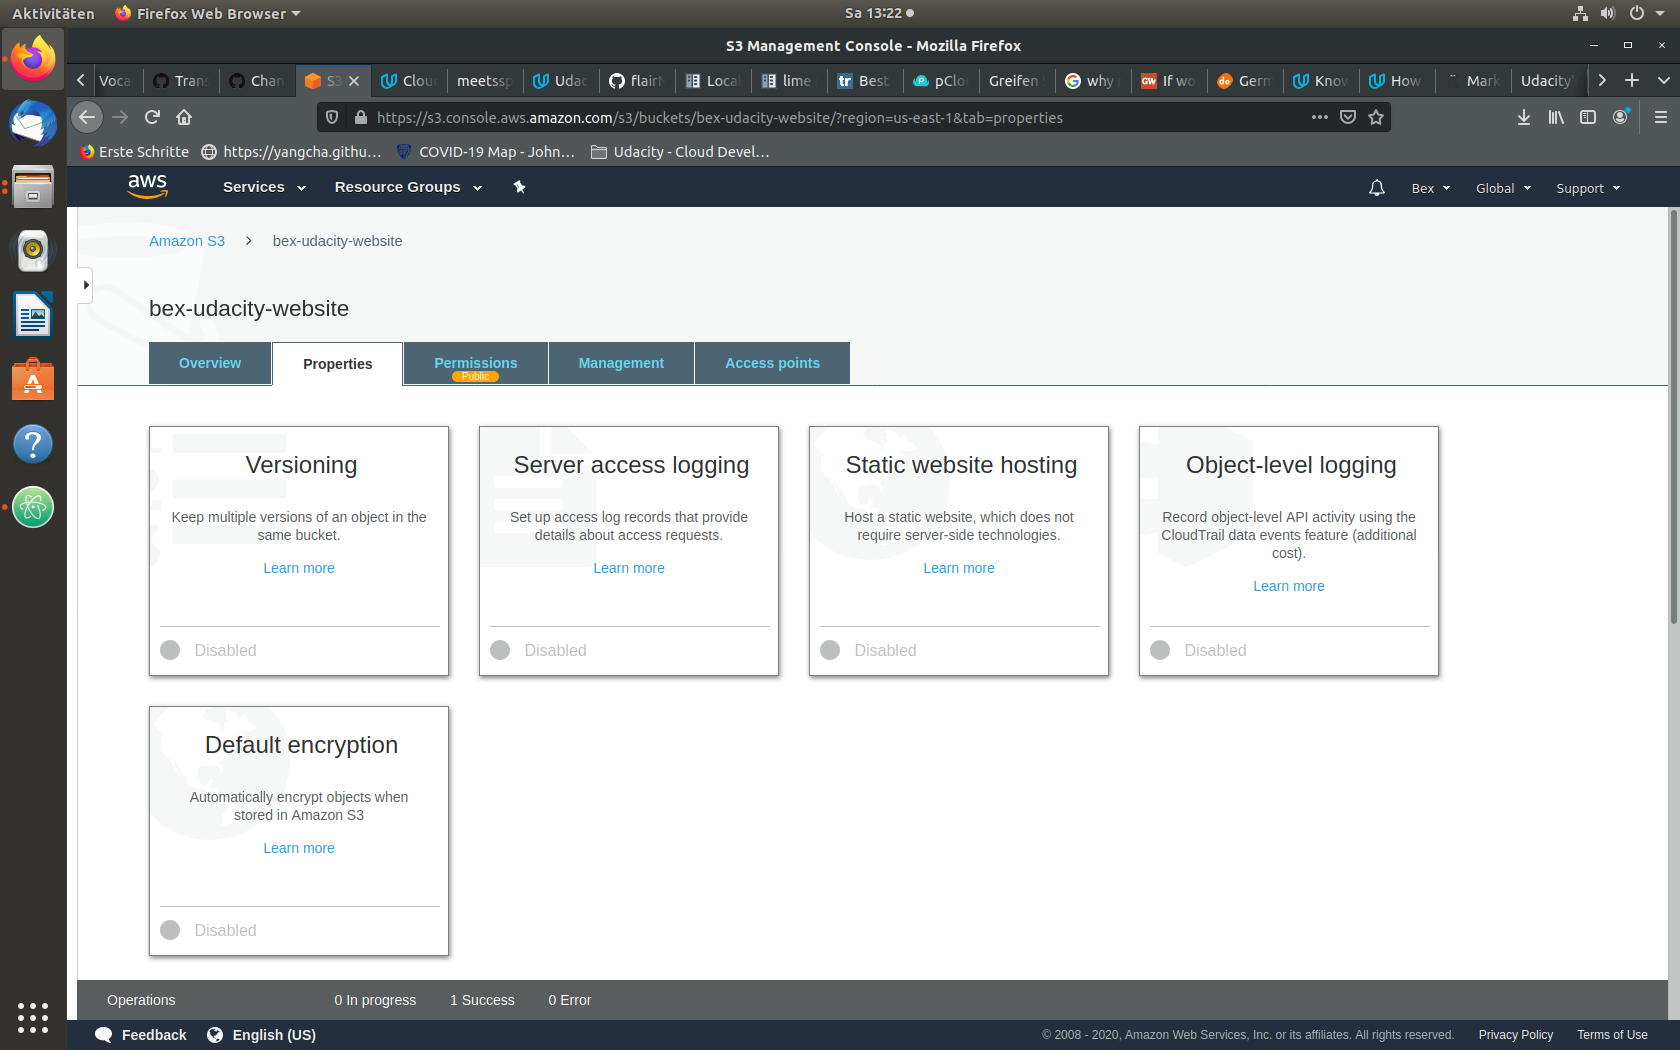 Aktivitäten Firefox Web Browser Sa 13:22
S3 Management Console - Mozilla Firefox
Voca Trans Chan S3 Clou meetssp Udac flairN Local lime Best pClou Greifen why GW If wo de Germ Know How Mark Udacity'
https://s3.console.aws.amazon.com/s3/buckets/bex-udacity-website/?region=us-east-1&tab=properties
Erste Schritte https://yangcha.githu... COVID-19 Map - John... Udacity - Cloud Devel...
aws Services Resource Groups Bex Global Support
Amazon S3 bex-udacity-website
bex-udacity-website
Overview Properties Permissions Management Access points
Public
Versioning Server access logging Static website hosting Object-level logging
Keep multiple versions of an object in the Set up access log records that provide Host a static website, which does not Record object-level API activity using the
same bucket. details about access requests. require server-side technologies. CloudTrail data events feature (additional
cost).
Learn more Learn more Learn more
Learn more
Disabled Disabled Disabled Disabled
Default encryption
Automatically encrypt objects when
stored in Amazon S3
Learn more
Disabled
Operations 0 In progress 1 Success 0 Error
Feedback English (US) © 2008 - 2020, Amazon Web Services, Inc. or its affiliates. All rights reserved. Privacy Policy Terms of Use